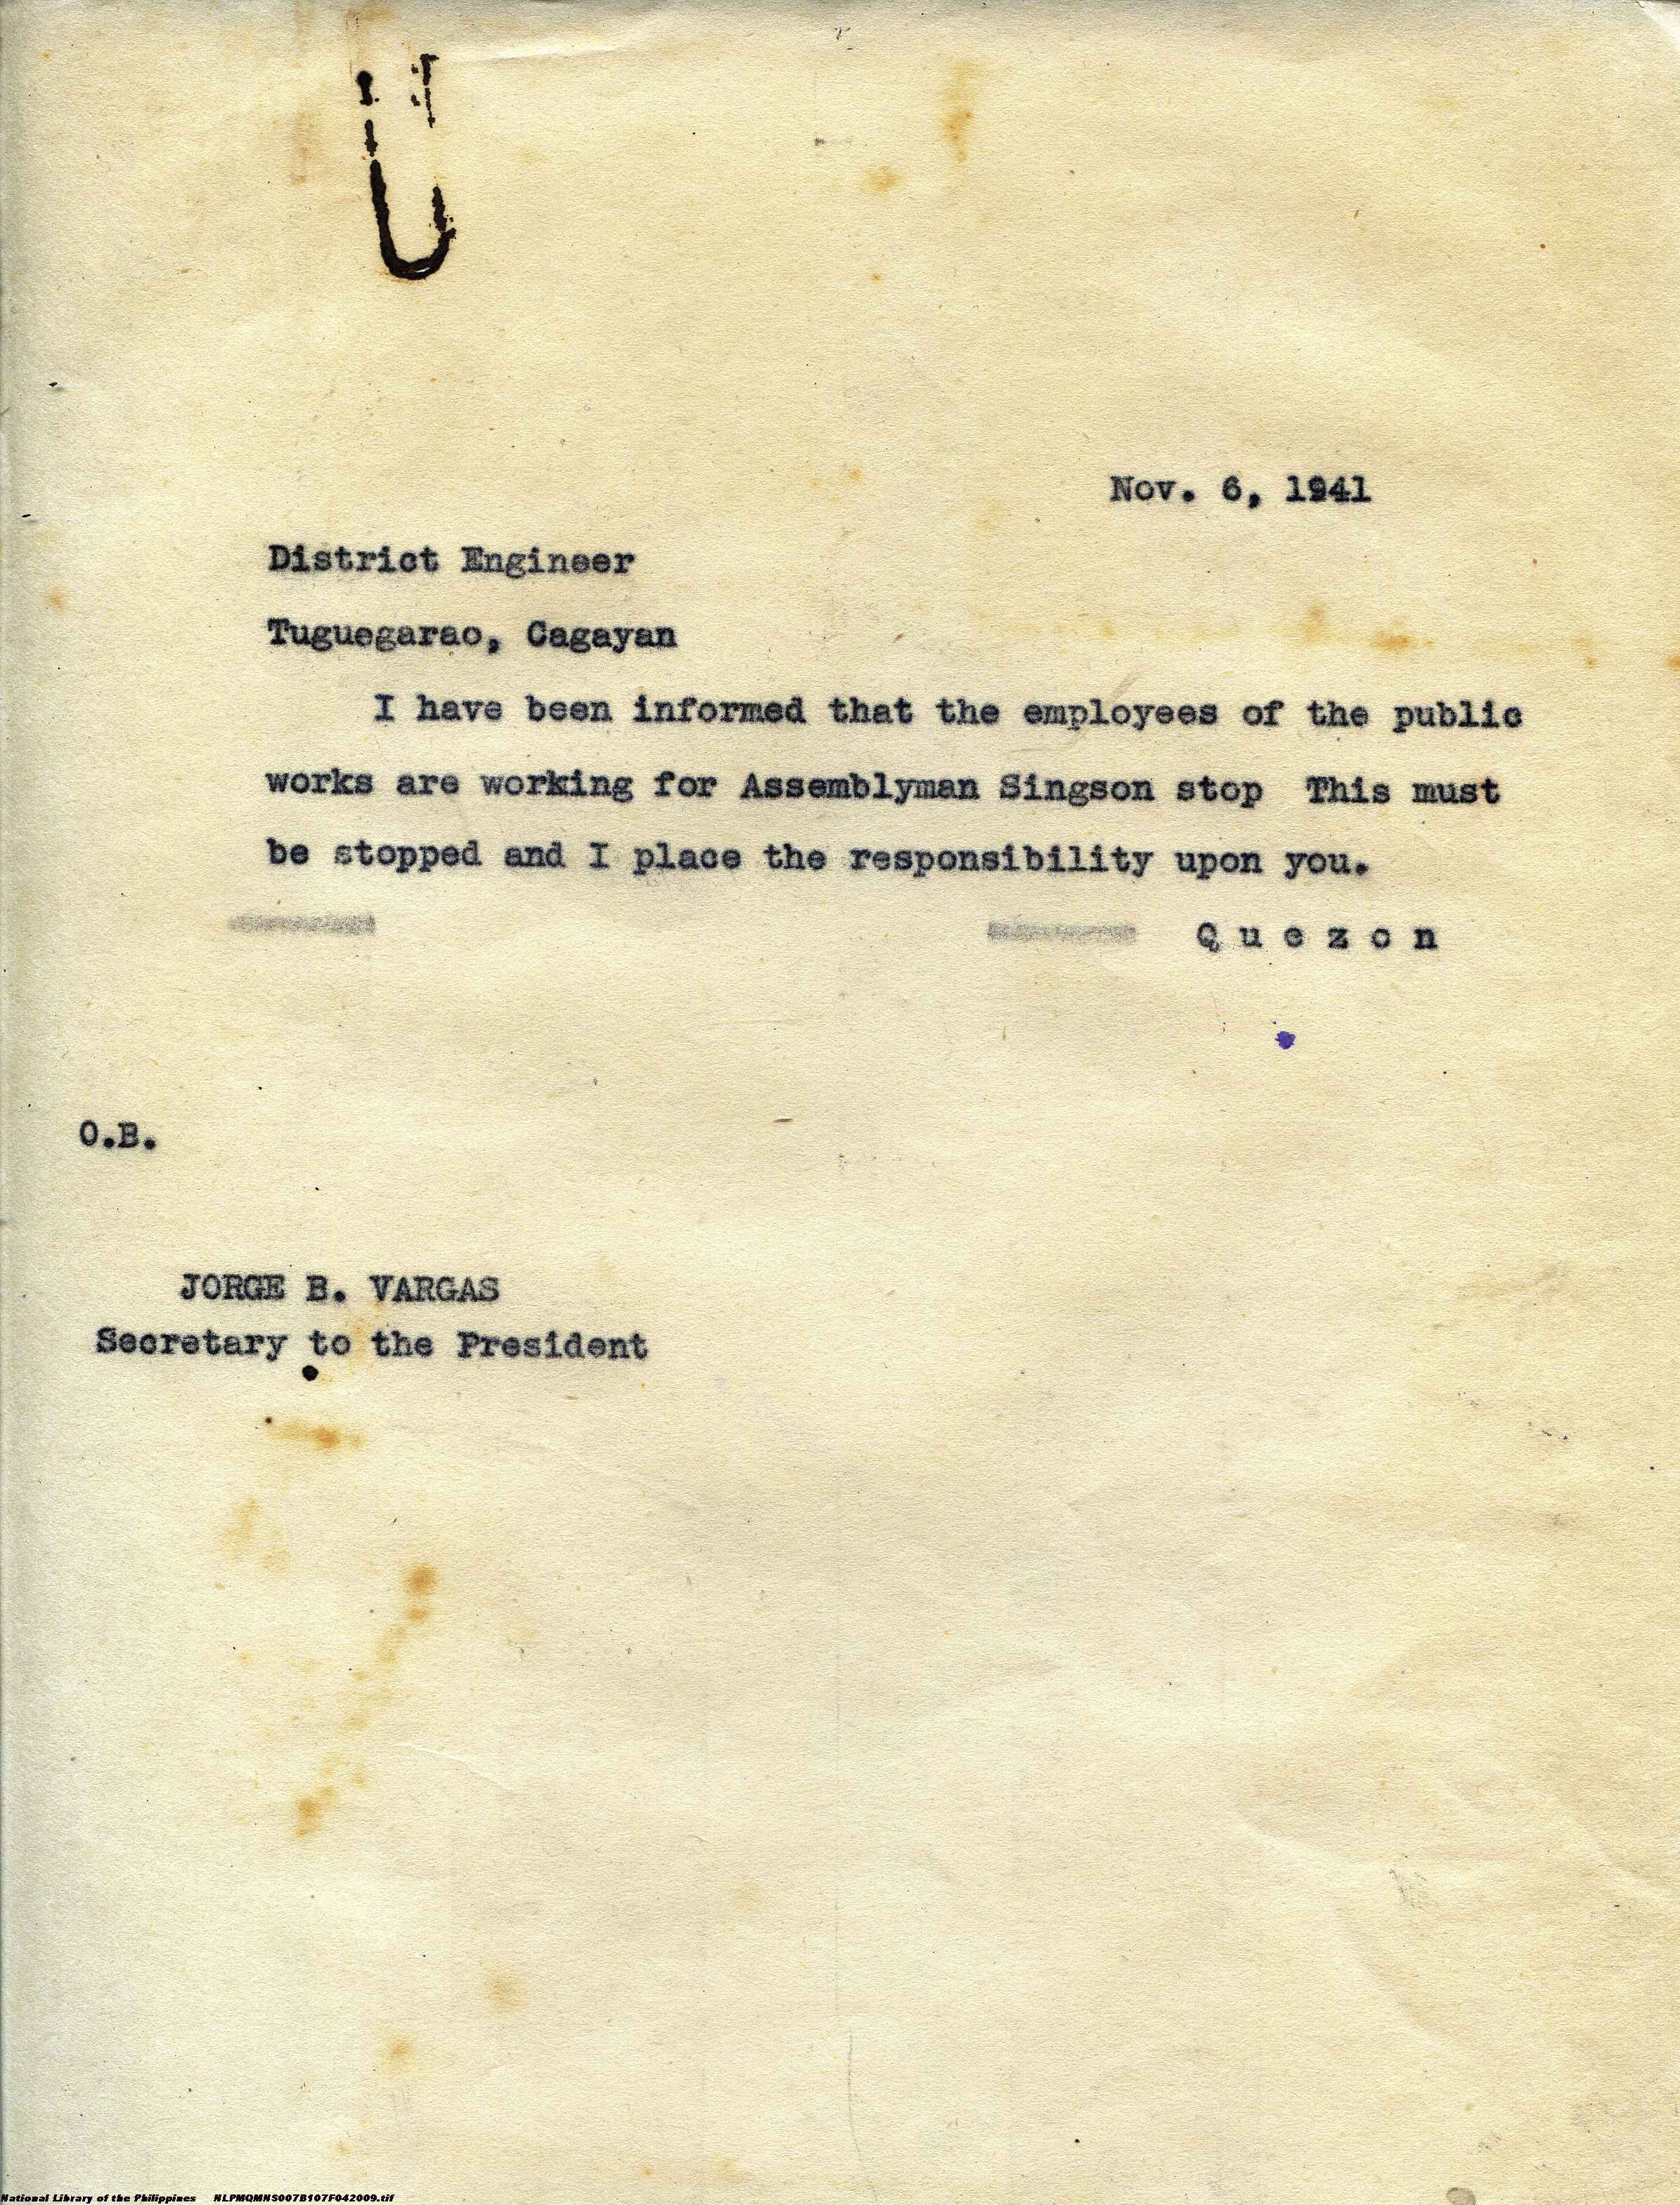 Nov. 6, 1941
District Engineer
Tuguegarao, Cagayan
I have been informed that the employees of the public
works are working for Assemblyman Singson stop This must
be stopped and I place the responsibility upon you.
Q u e z o n
O.B.
JORGE B. VARGAS
Secretary to the President
National Library of the Philippines NLPMQMNS007B107F042009.tif